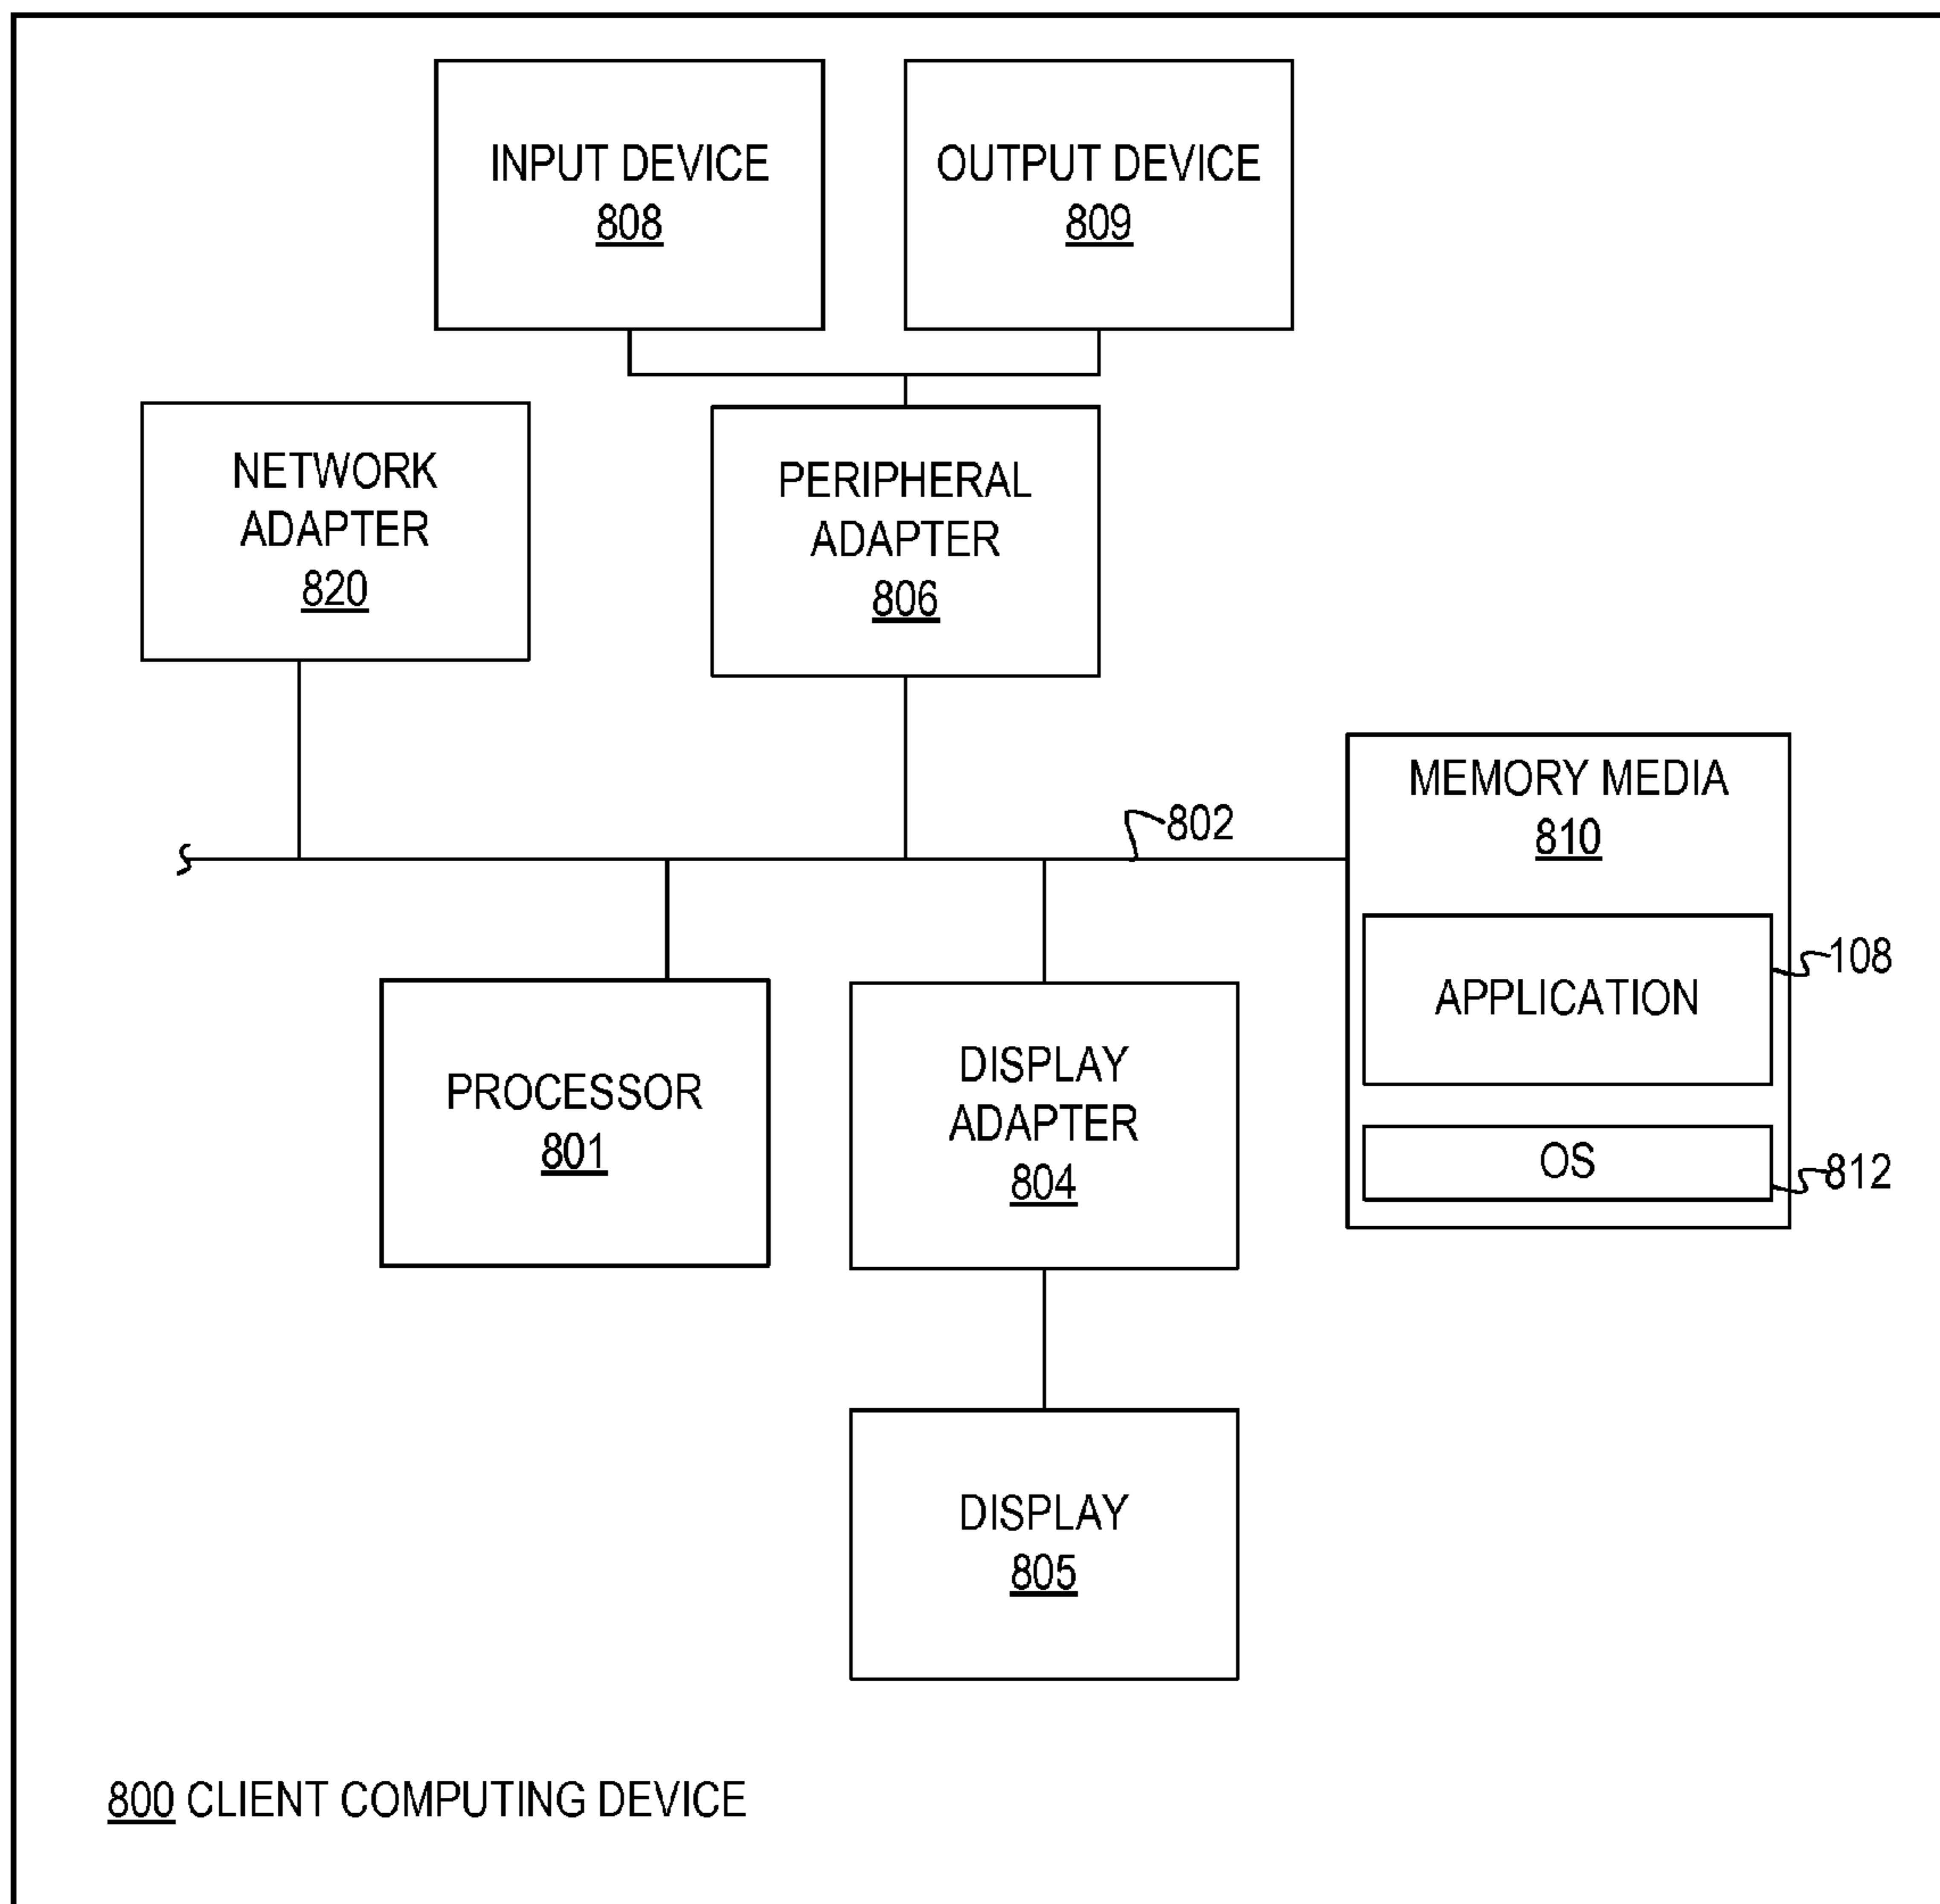 INPUT DEVICE
808
OUTPUT DEVICE
809
NETWORK
ADAPTER
820
PERIPHERAL
ADAPTER
806
802
MEMORY MEDIA
810
APPLICATION
108
OS
812
PROCESSOR
801
DISPLAY
ADAPTER
804
DISPLAY
805
800 CLIENT COMPUTING DEVICE